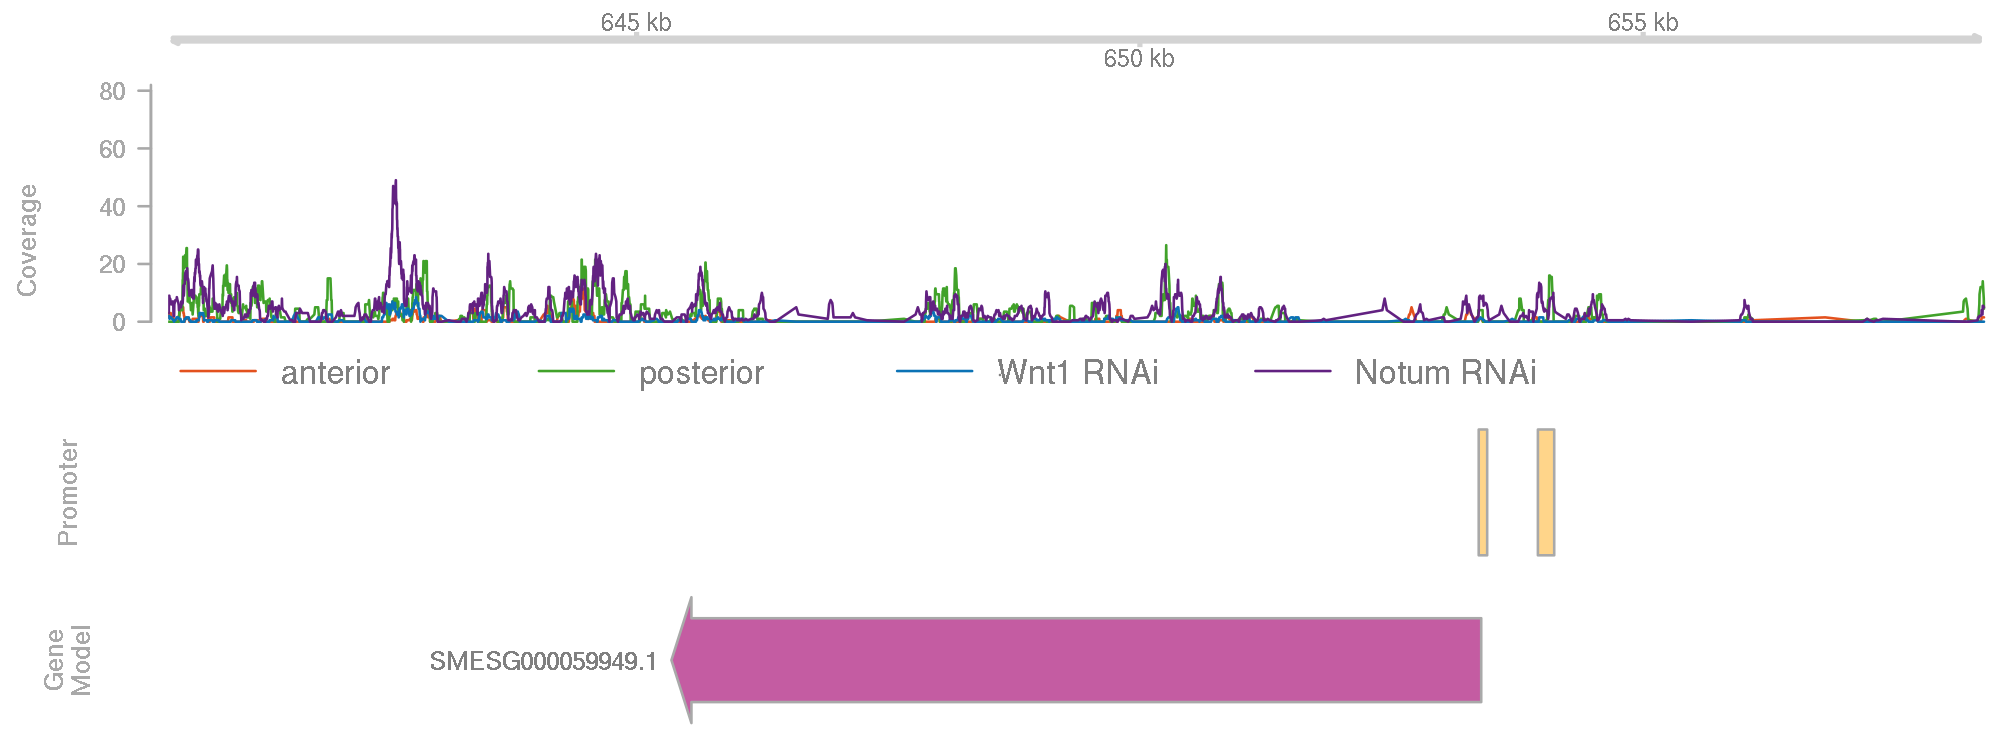 645 kb
655 kb
650 kb
80
60
40
20
0
Coverage
anterior posterior Wnt1 RNAi Notum RNAi
Promoter
Gene
Model
SMESG000059949.1